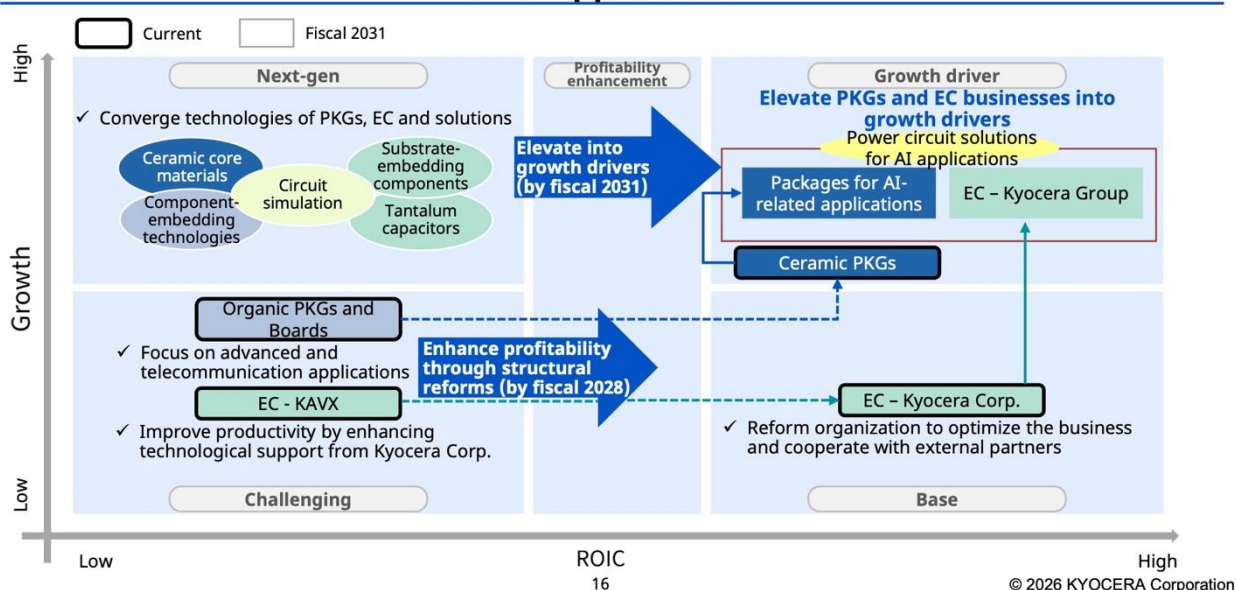 Current
Fiscal 2031
High
Next-gen
Profitability
enhancement
Growth driver
✓ Converge technologies of PKGs, EC and solutions
Ceramic core
materials
Component-
embedding
technologies
Circuit
simulation
Substrate-
embedding
components
Tantalum
capacitors
Elevate into
growth drivers
(by fiscal 2031)
Elevate PKGs and EC businesses into
growth drivers
Power circuit solutions
for AI applications
Packages for AI-
related applications
EC – Kyocera Group
Ceramic PKGs
Growth
Organic PKGs and
Boards
✓ Focus on advanced and
telecommunication applications
EC - KAVX
✓ Improve productivity by enhancing
technological support from Kyocera Corp.
Enhance profitability
through structural
reforms (by fiscal 2028)
EC – Kyocera Corp.
✓ Reform organization to optimize the business
and cooperate with external partners
Challenging
Base
Low
Low
ROIC
High
16
© 2026 KYOCERA Corporation